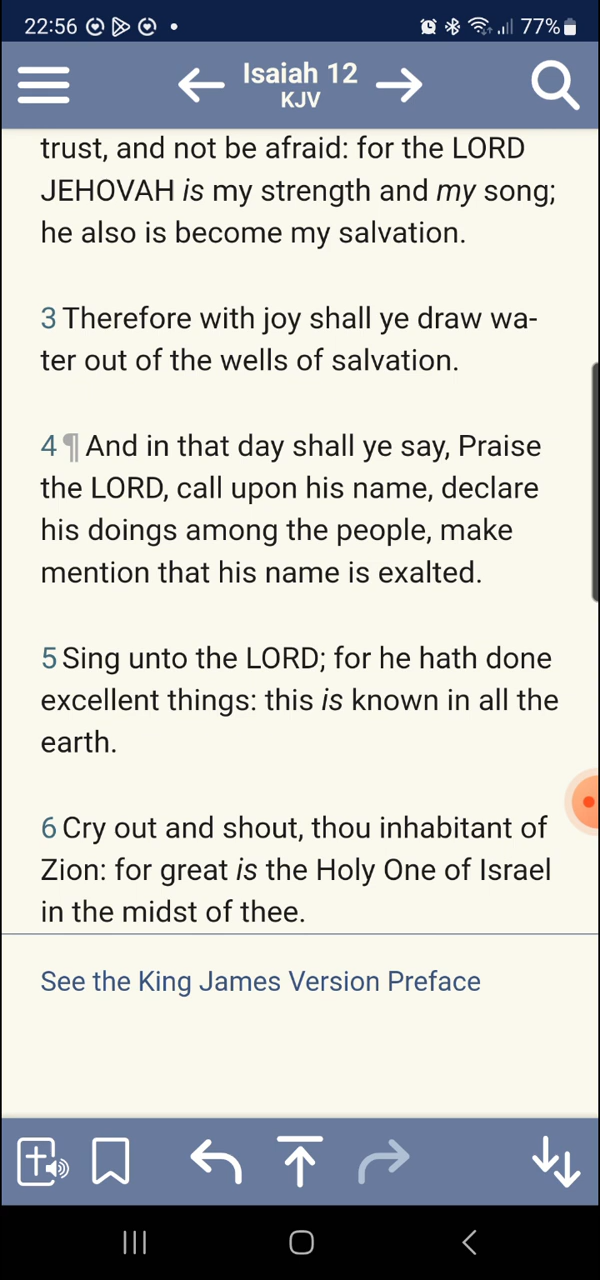 22:56
77%
Isaiah 12
KJV
trust, and not be afraid: for the LORD
JEHOVAH is my strength and my song;
he also is become my salvation.
3 Therefore with joy shall ye draw wa-
ter out of the wells of salvation.
4 ¶ And in that day shall ye say, Praise
the LORD, call upon his name, declare
his doings among the people, make
mention that his name is exalted.
5 Sing unto the LORD; for he hath done
excellent things: this is known in all the
earth.
6 Cry out and shout, thou inhabitant of
Zion: for great is the Holy One of Israel
in the midst of thee.
See the King James Version Preface